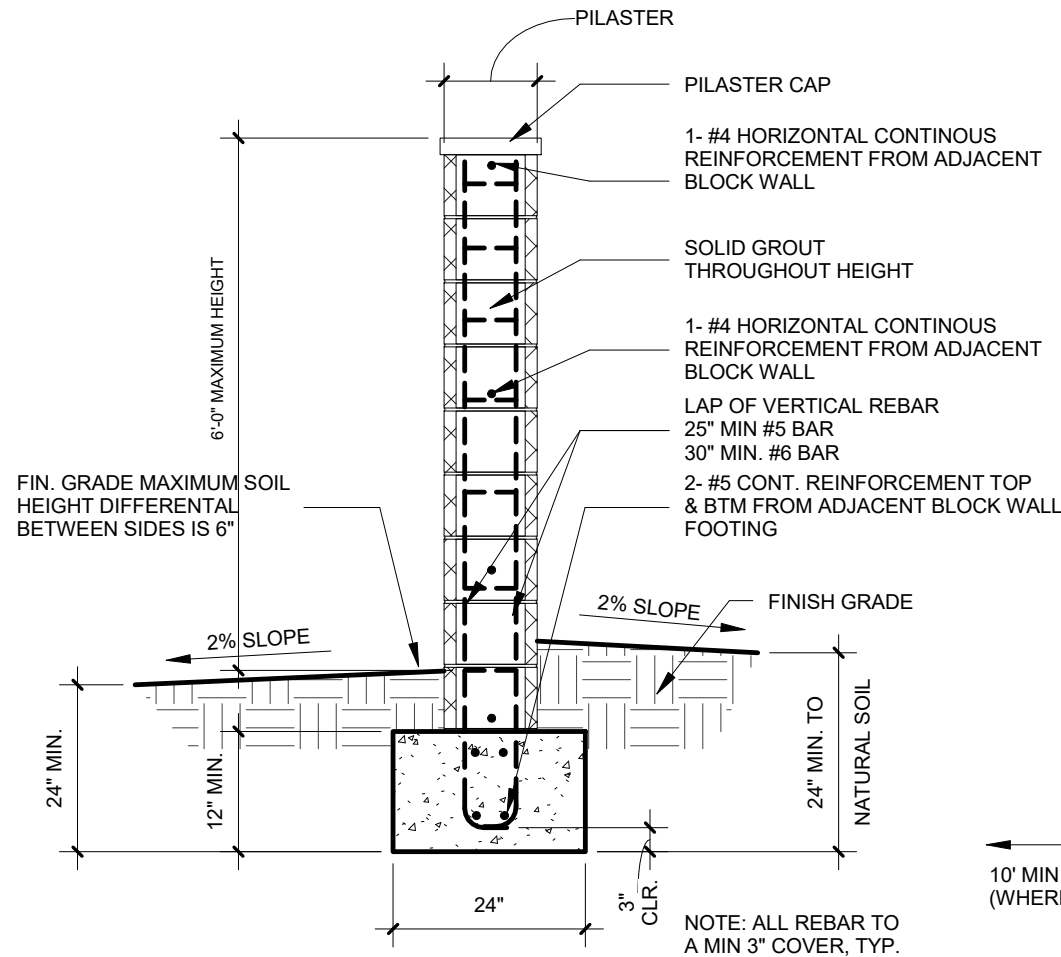 PILASTER
PILASTER CAP
1- #4 HORIZONTAL CONTINOUS
REINFORCEMENT FROM ADJACENT
BLOCK WALL
SOLID GROUT
THROUGHOUT HEIGHT
1- #4 HORIZONTAL CONTINOUS
REINFORCEMENT FROM ADJACENT
BLOCK WALL
LAP OF VERTICAL REBAR
25" MIN #5 BAR
30" MIN. #6 BAR
2- #5 CONT. REINFORCEMENT TOP
& BTM FROM ADJACENT BLOCK WALL
FOOTING
6'-0" MAXIMUM HEIGHT
FIN. GRADE MAXIMUM SOIL
HEIGHT DIFFERENTAL
BETWEEN SIDES IS 6"
2% SLOPE
2% SLOPE
FINISH GRADE
24" MIN.
12" MIN.
24" MIN. TO
NATURAL SOIL
24"
3"
CLR.
10' MIN
(WHER
NOTE: ALL REBAR TO
A MIN 3" COVER, TYP.